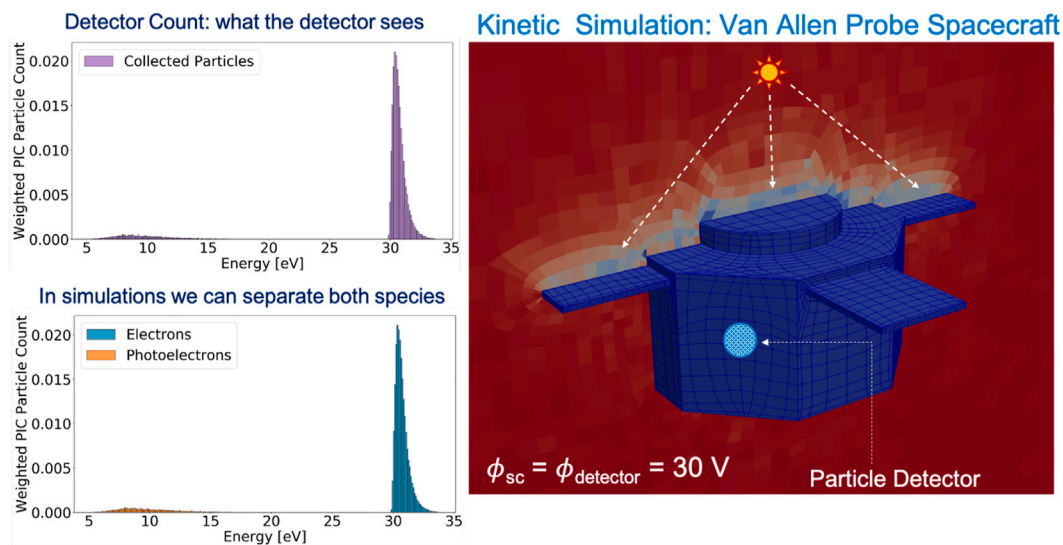 Detector Count: what the detector sees
Weighted PIC Particle Count
0.020
0.015
0.010
0.005
0.000
Collected Particles
5 10 15 20 25 30 35
Energy [eV]
In simulations we can separate both species
Weighted PIC Particle Count
0.020
0.015
0.010
0.005
0.000
Electrons
Photoelectrons
5 10 15 20 25 30 35
Energy [eV]
Kinetic Simulation: Van Allen Probe Spacecraft
ϕsc = ϕdetector = 30 V
Particle Detector